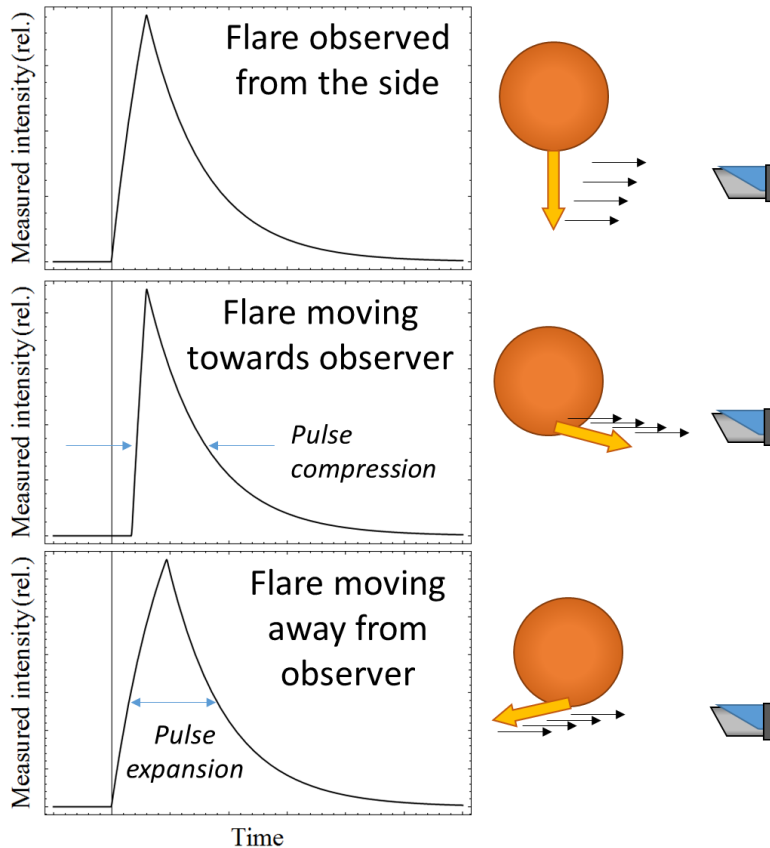 Measured intensity (rel.)
Flare observed
from the side
Measured intensity (rel.)
Flare moving
towards observer
Pulse
compression
Measured intensity (rel.)
Flare moving
away from
observer
Pulse
expansion
Time